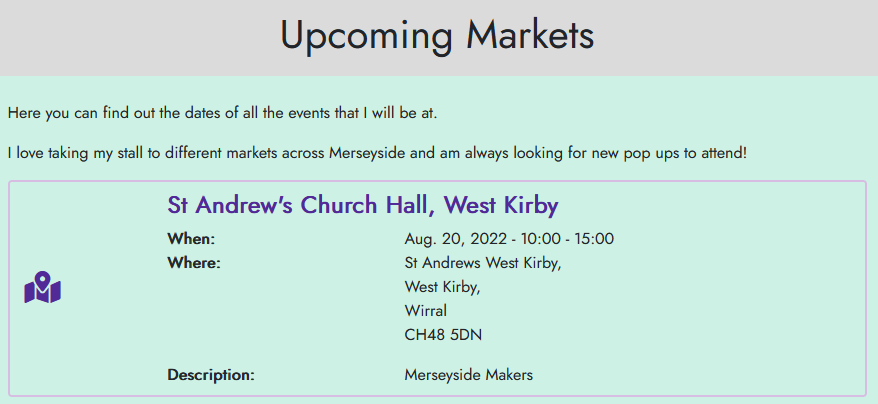 Upcoming Markets
Here you can find out the dates of all the events that I will be at.
I love taking my stall to different markets across Merseyside and am always looking for new pop ups to attend!
St Andrew's Church Hall, West Kirby
When: Aug. 20, 2022 - 10:00 - 15:00
Where: St Andrews West Kirby,
West Kirby,
Wirral
CH48 5DN
Description: Merseyside Makers